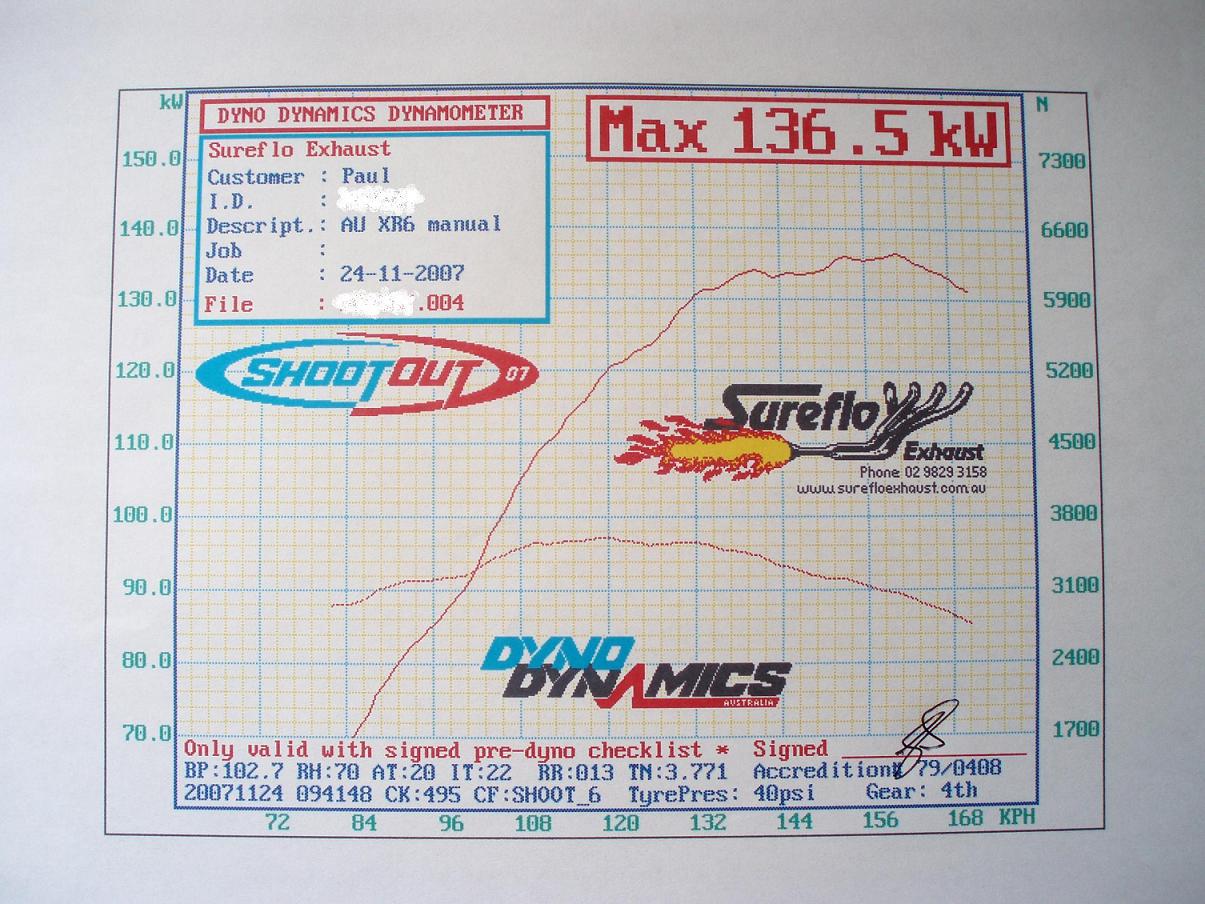 kW
DYNO DYNAMICS DYNAMOMETER
Max 136.5 kW
N
Sureflo Exhaust
Customer : Paul
I.D. :
Descript.: AU XR6 manual
Job :
Date : 24-11-2007
File : .004
150.0
140.0
130.0
120.0
110.0
100.0
90.0
80.0
70.0
7300
6600
5900
5200
4500
3800
3100
2400
1700
SHOOTOUT 07
Sureflo
Exhaust
Phone 02 9829 3158
www.surefloexhaust.com.au
DYNO
DYNAMICS
AUSTRALIA
Only valid with signed pre-dyno checklist * Signed
BP:102.7 RH:70 AT:20 IT:22 RR:013 TN:3.771 Accreditation# 79/0408
20071124 094148 CK:495 CF:SHOOT_6 TyrePres: 40psi Gear: 4th
72 84 96 108 120 132 144 156 168 KPH